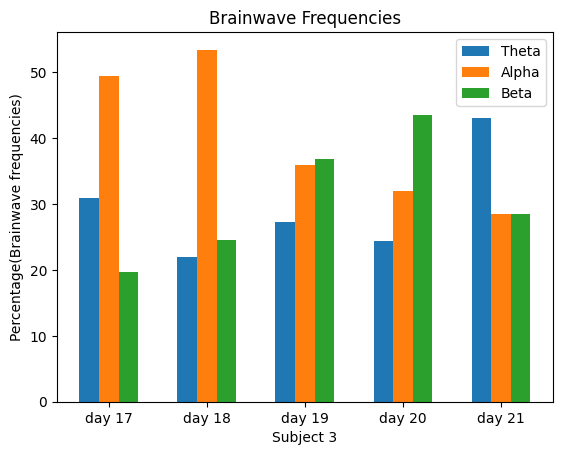 Brainwave Frequencies
Theta
Alpha
Beta
Percentage(Brainwave frequencies)
50
40
30
20
10
0
day 17 day 18 day 19 day 20 day 21
Subject 3